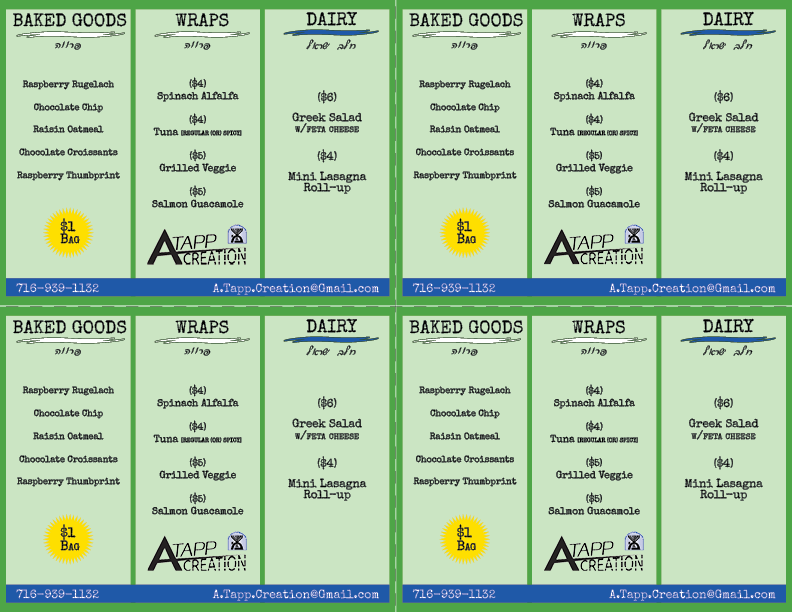 BAKED GOODS
פרווה
Raspberry Rugelach
Chocolate Chip
Raisin Oatmeal
Chocolate Croissants
Raspberry Thumbprint
$1
BAG
WRAPS
פרווה
($4)
Spinach Alfalfa
($4)
Tuna [REGULAR (OR) SPICY]
($5)
Grilled Veggie
($5)
Salmon Guacamole
A TAPP
CREATION
DAIRY
חלב ישראל
($6)
Greek Salad
W/FETA CHEESE
($4)
Mini Lasagna
Roll-up
716-939-1132
A.Tapp.Creation@Gmail.com
BAKED GOODS
פרווה
Raspberry Rugelach
Chocolate Chip
Raisin Oatmeal
Chocolate Croissants
Raspberry Thumbprint
$1
BAG
WRAPS
פרווה
($4)
Spinach Alfalfa
($4)
Tuna [REGULAR (OR) SPICY]
($5)
Grilled Veggie
($5)
Salmon Guacamole
A TAPP
CREATION
DAIRY
חלב ישראל
($6)
Greek Salad
W/FETA CHEESE
($4)
Mini Lasagna
Roll-up
716-939-1132
A.Tapp.Creation@Gmail.com
BAKED GOODS
פרווה
Raspberry Rugelach
Chocolate Chip
Raisin Oatmeal
Chocolate Croissants
Raspberry Thumbprint
$1
BAG
WRAPS
פרווה
($4)
Spinach Alfalfa
($4)
Tuna [REGULAR (OR) SPICY]
($5)
Grilled Veggie
($5)
Salmon Guacamole
A TAPP
CREATION
DAIRY
חלב ישראל
($6)
Greek Salad
W/FETA CHEESE
($4)
Mini Lasagna
Roll-up
716-939-1132
A.Tapp.Creation@Gmail.com
BAKED GOODS
פרווה
Raspberry Rugelach
Chocolate Chip
Raisin Oatmeal
Chocolate Croissants
Raspberry Thumbprint
$1
BAG
WRAPS
פרווה
($4)
Spinach Alfalfa
($4)
Tuna [REGULAR (OR) SPICY]
($5)
Grilled Veggie
($5)
Salmon Guacamole
A TAPP
CREATION
DAIRY
חלב ישראל
($6)
Greek Salad
W/FETA CHEESE
($4)
Mini Lasagna
Roll-up
716-939-1132
A.Tapp.Creation@Gmail.com